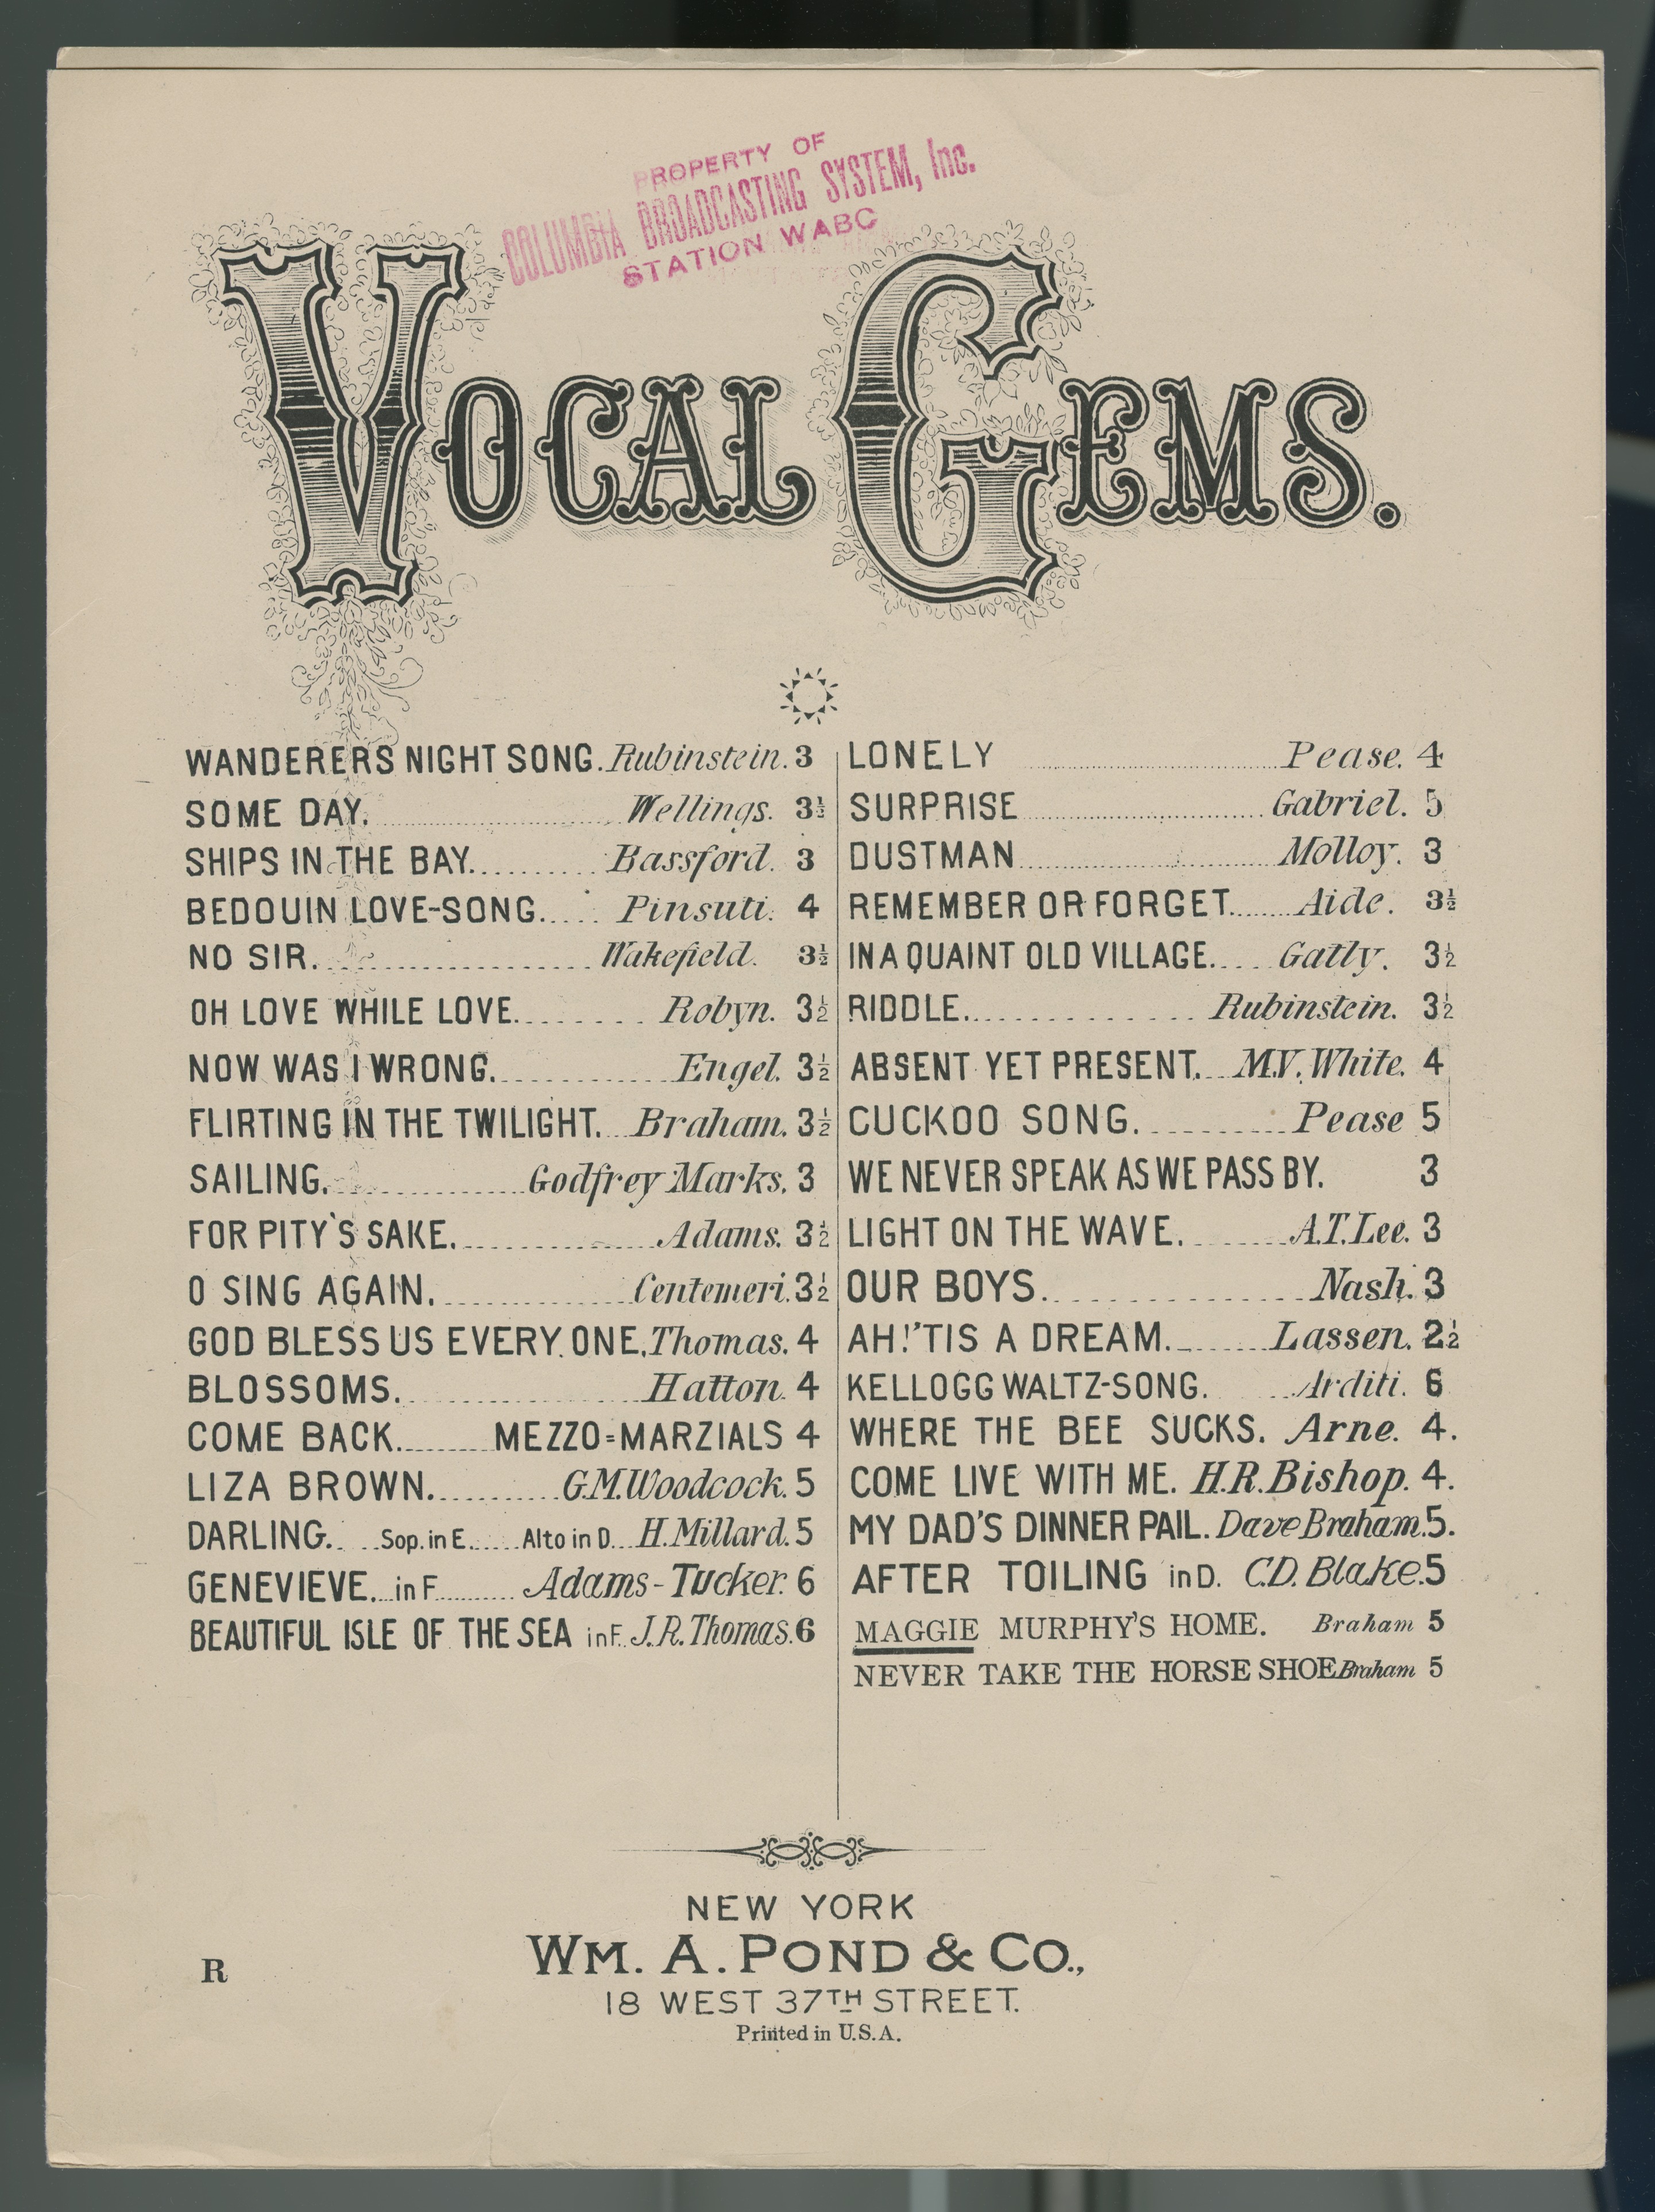 PROPERTY OF
COLUMBIA BROADCASTING SYSTEM, Inc.
STATION WABC
VOCAL GEMS.
WANDERERS NIGHT SONG. Rubinstein. 3
SOME DAY. Wellings. 3½
SHIPS IN THE BAY. Bassford. 3
BEDOUIN LOVE-SONG. Pinsuti. 4
NO SIR. Wakefield. 3½
OH LOVE WHILE LOVE. Robyn. 3½
NOW WAS I WRONG. Engel. 3½
FLIRTING IN THE TWILIGHT. Braham. 3½
SAILING. Godfrey Marks. 3
FOR PITY'S SAKE. Adams. 3½
O SING AGAIN. Centemeri. 3½
GOD BLESS US EVERY ONE. Thomas. 4
BLOSSOMS. Hatton. 4
COME BACK. MEZZO=MARZIALS 4
LIZA BROWN. G.M. Woodcock. 5
DARLING. Sop. in E. Alto in D. H. Millard. 5
GENEVIEVE. in F. Adams-Tucker. 6
BEAUTIFUL ISLE OF THE SEA in F. J.R. Thomas. 6
LONELY Pease. 4
SURPRISE Gabriel. 5
DUSTMAN Molloy. 3
REMEMBER OR FORGET. Aide. 3½
IN A QUAINT OLD VILLAGE. Gatly. 3½
RIDDLE. Rubinstein. 3½
ABSENT YET PRESENT. M.V. White. 4
CUCKOO SONG. Pease 5
WE NEVER SPEAK AS WE PASS BY. 3
LIGHT ON THE WAVE. A.T. Lee. 3
OUR BOYS. Nash. 3
AH! 'TIS A DREAM. Lassen. 2½
KELLOGG WALTZ-SONG. Arditi. 6
WHERE THE BEE SUCKS. Arne. 4.
COME LIVE WITH ME. H.R. Bishop. 4.
MY DAD'S DINNER PAIL. Dave Braham. 5.
AFTER TOILING in D. C.D. Blake. 5
MAGGIE MURPHY'S HOME. Braham 5
NEVER TAKE THE HORSE SHOE Braham 5
NEW YORK
WM. A. POND & CO.,
R
18 WEST 37TH STREET.
Printed in U.S.A.